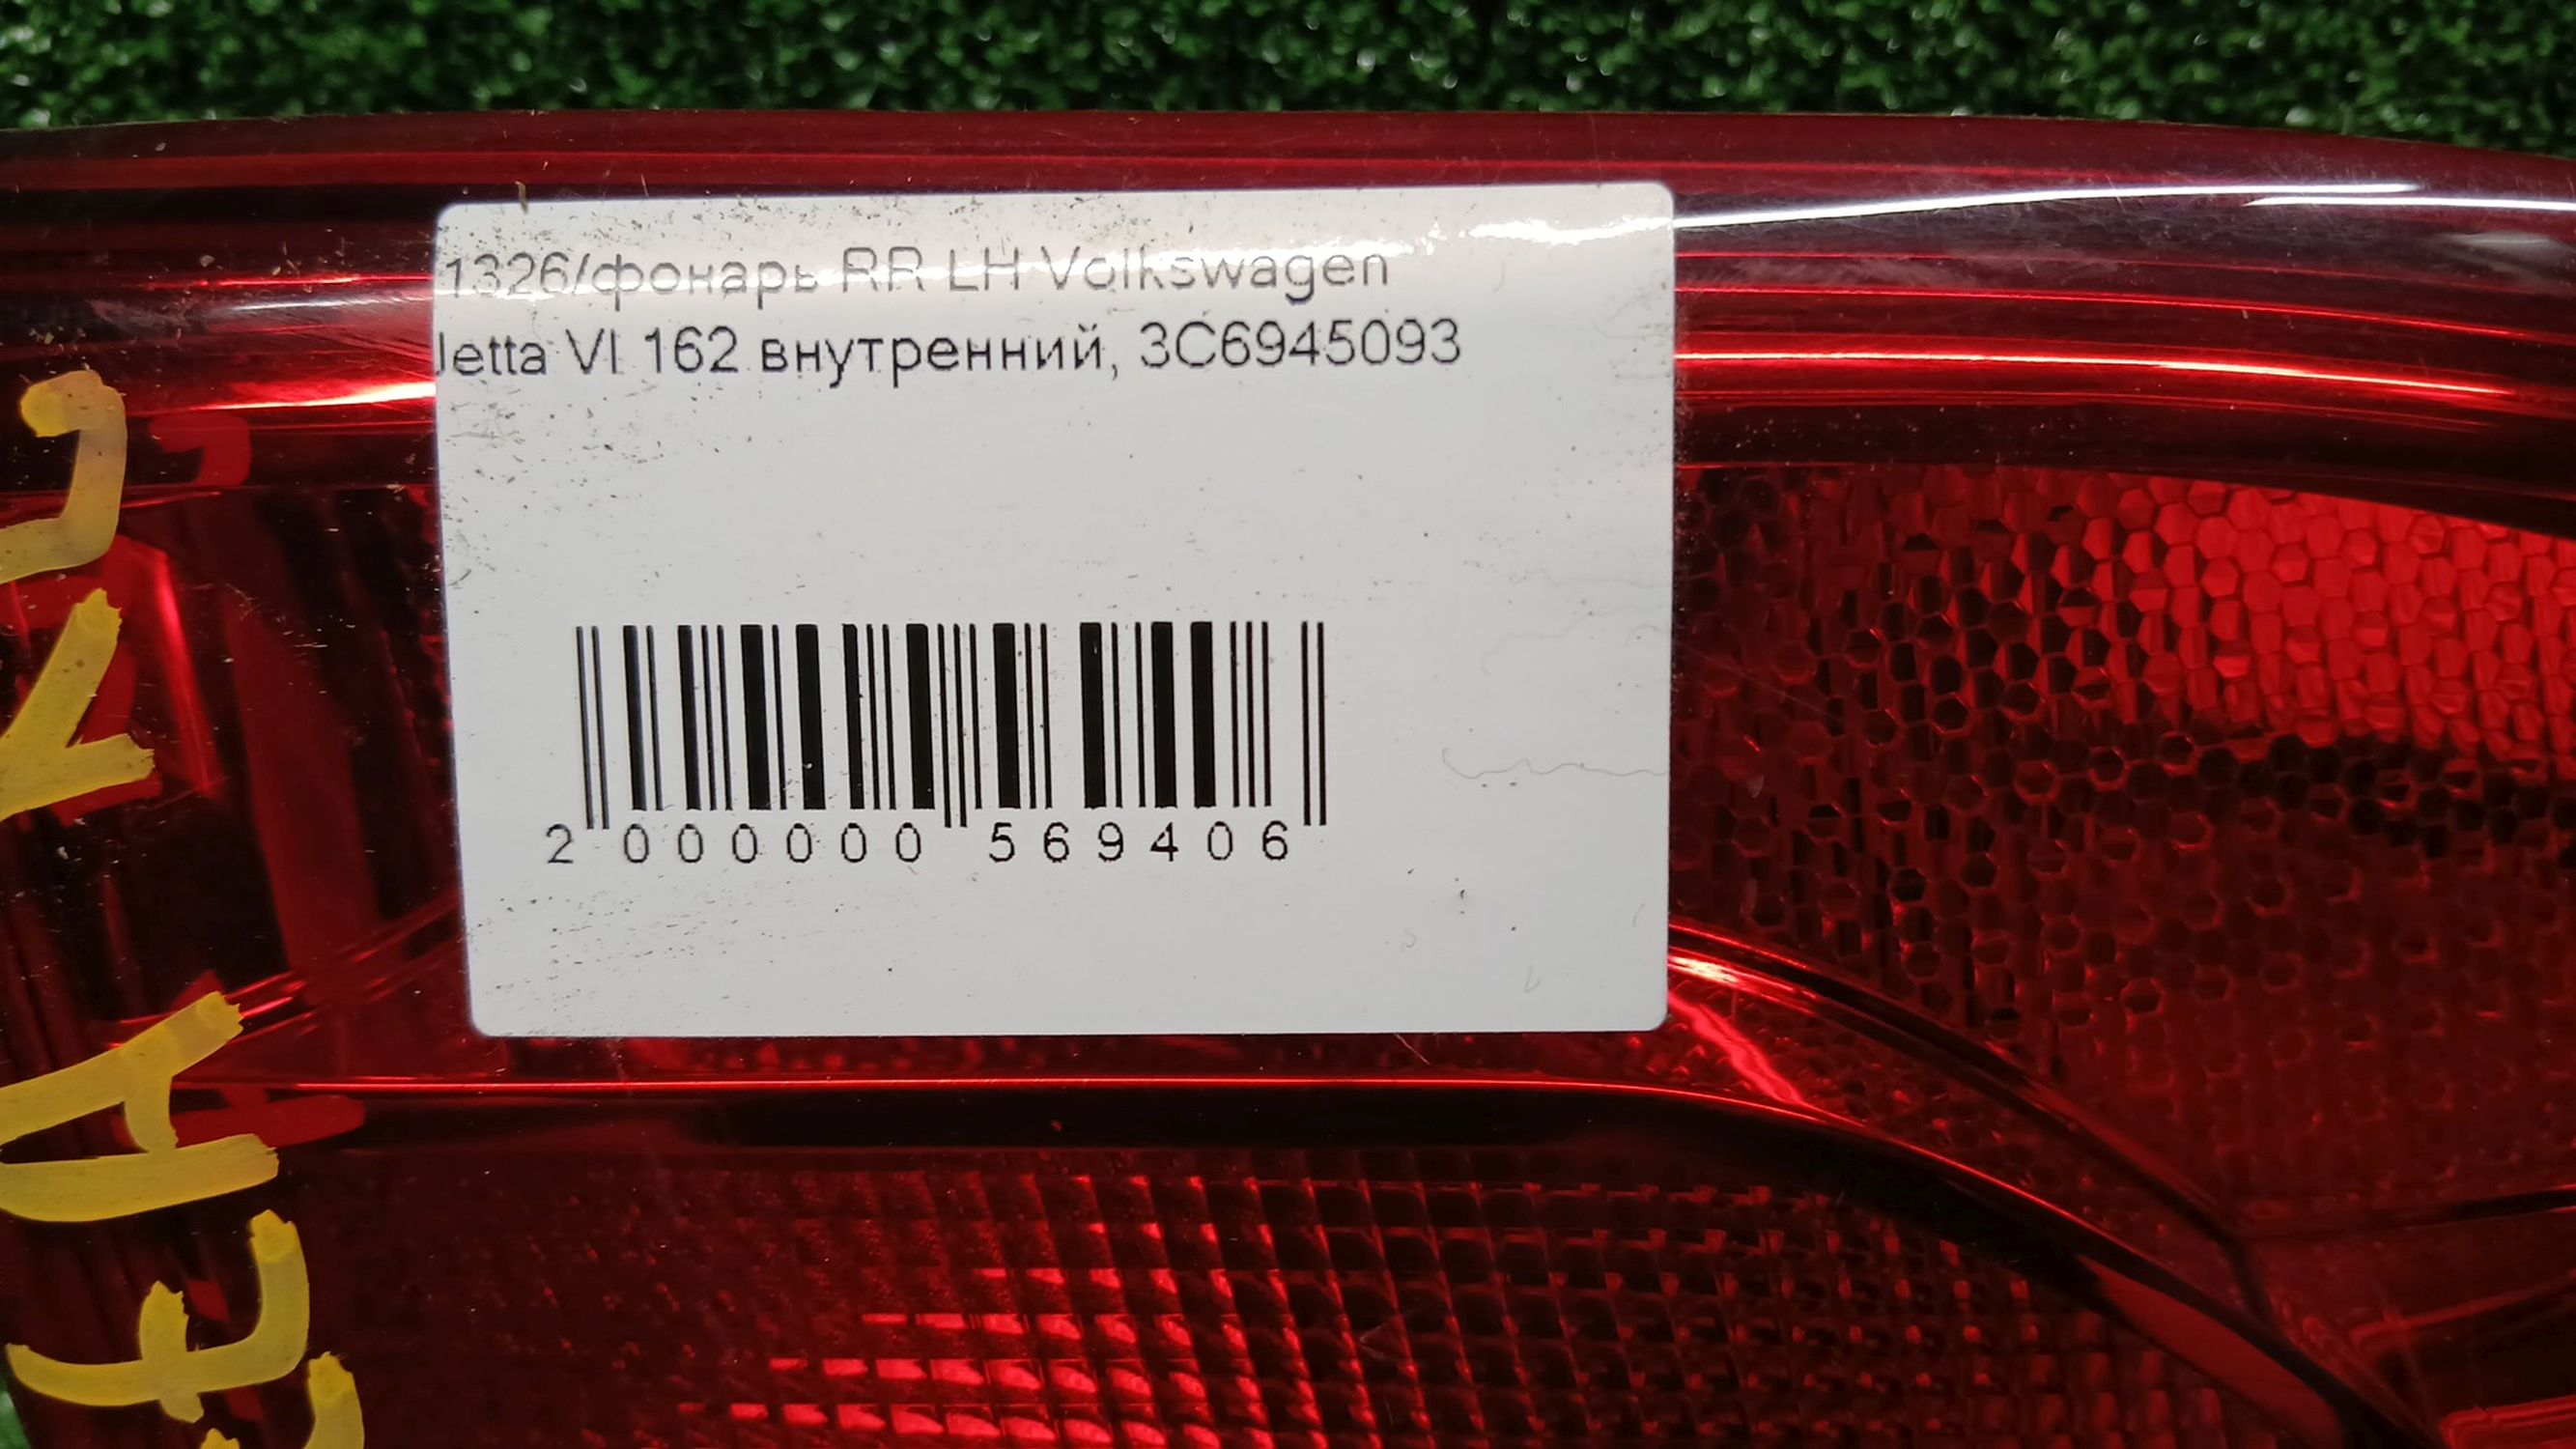 1326/фонарь RR LH Volkswagen
Jetta VI 162 внутренний, 3C6945093
2 000000 569406